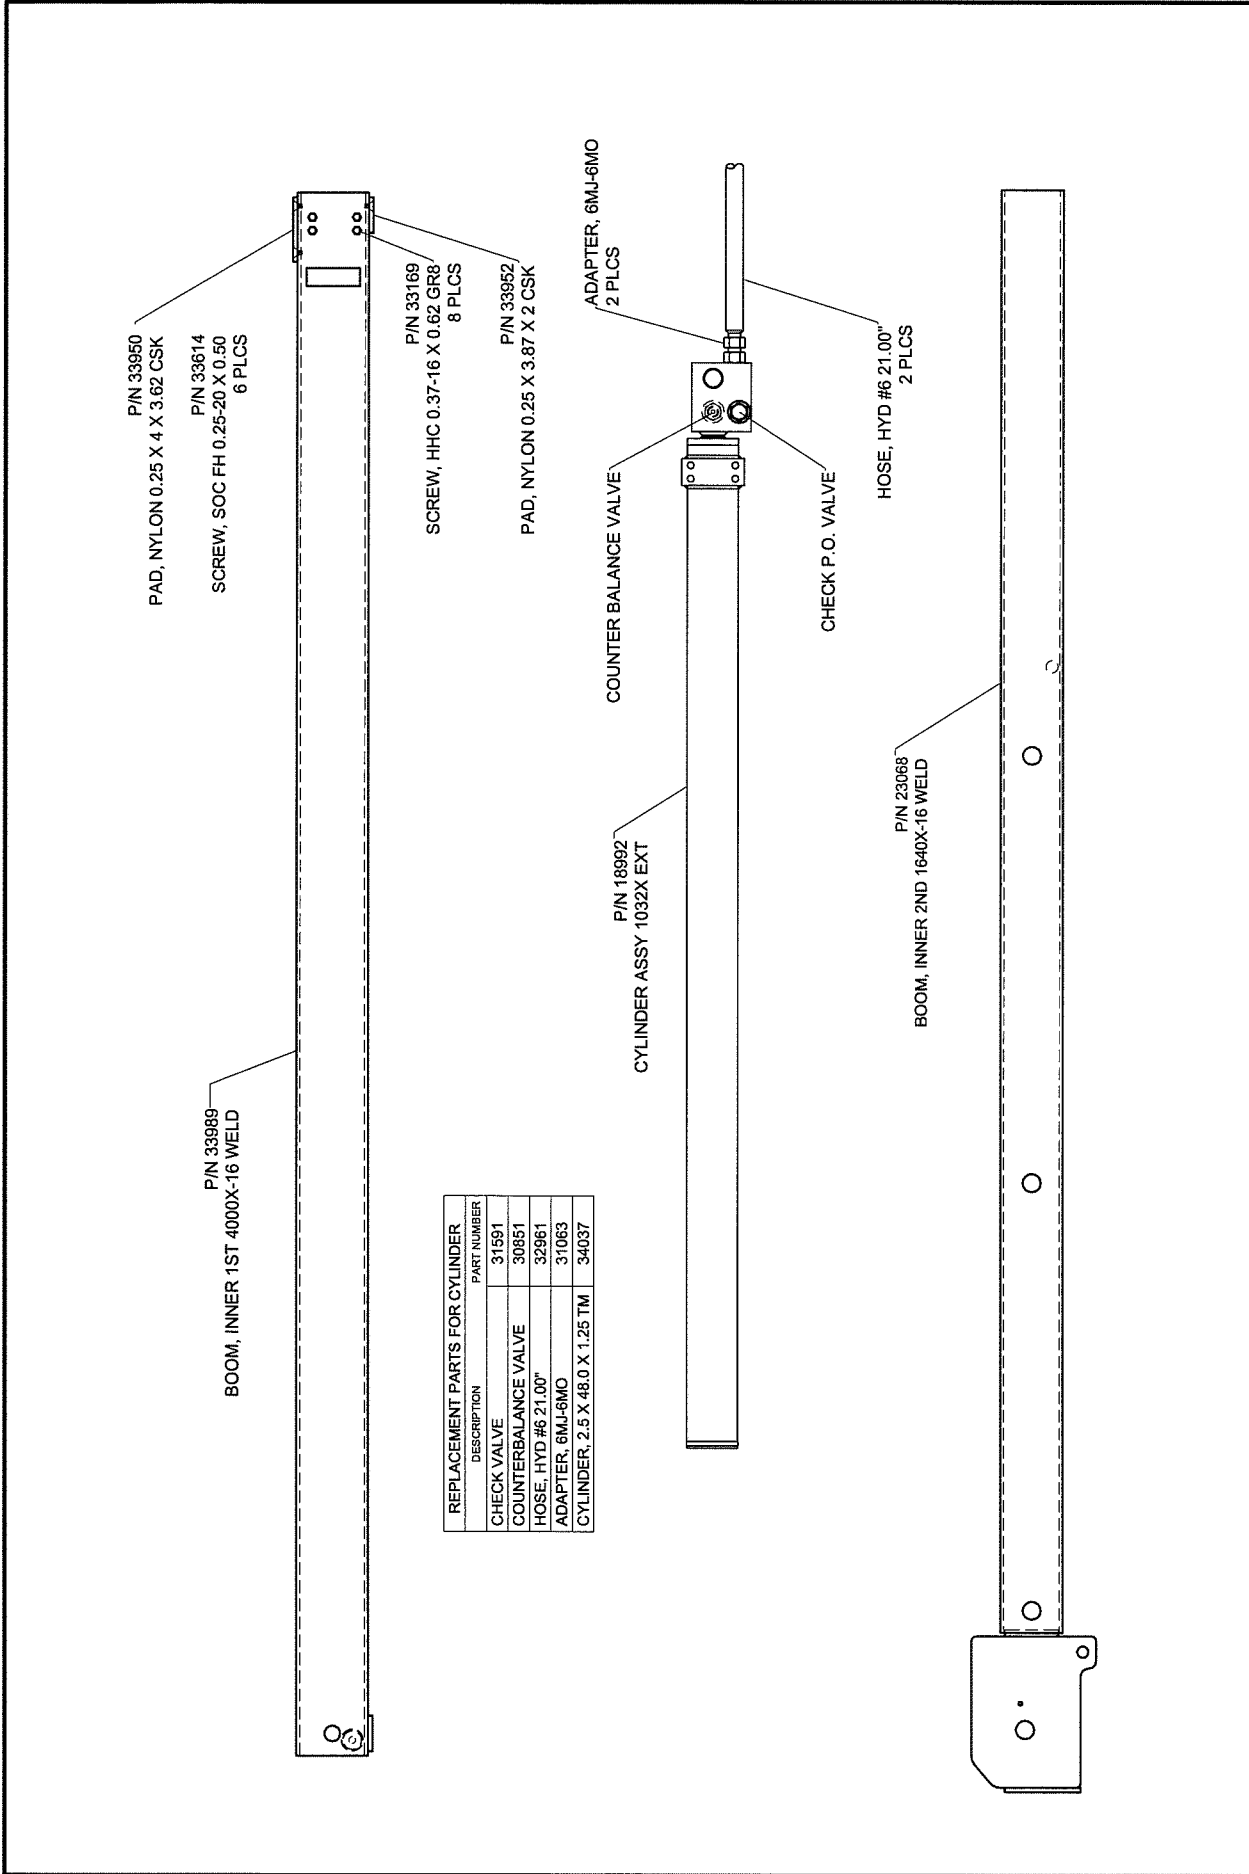 P/N 33950
PAD, NYLON 0.25 X 4 X 3.62 CSK
P/N 33614
SCREW, SOC FH 0.25-20 X 0.50
6 PLCS
P/N 33989
BOOM, INNER 1ST 4000X-16 WELD
P/N 33169
SCREW, HHC 0.37-16 X 0.62 GR8
8 PLCS
P/N 33952
PAD, NYLON 0.25 X 3.87 X 2 CSK
REPLACEMENT PARTS FOR CYLINDER
DESCRIPTION PART NUMBER
CHECK VALVE 31591
COUNTERBALANCE VALVE 30851
HOSE, HYD #6 21.00" 32961
ADAPTER, 6MJ-6MO 31063
CYLINDER, 2.5 X 48.0 X 1.25 TM 34037
ADAPTER, 6MJ-6MO
2 PLCS
COUNTER BALANCE VALVE
P/N 18992
CYLINDER ASSY 1032X EXT
CHECK P.O. VALVE
HOSE, HYD #6 21.00"
2 PLCS
P/N 23068
BOOM, INNER 2ND 1640X-16 WELD